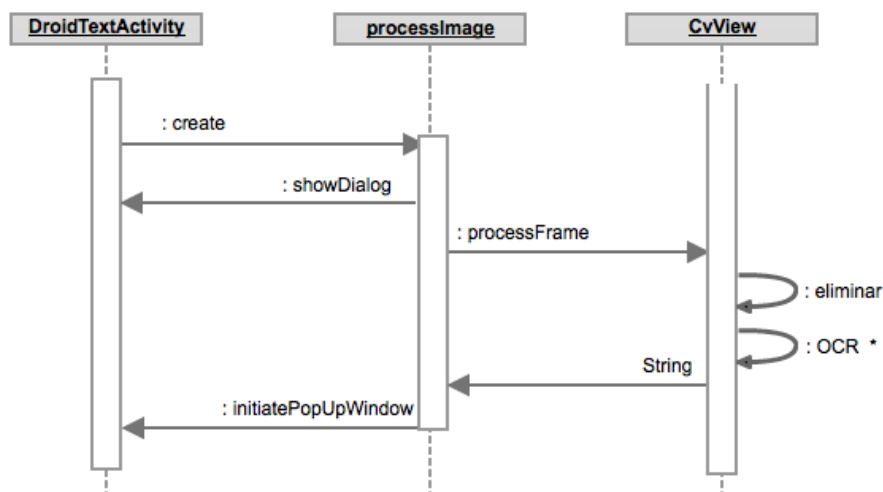 DroidTextActivity
processImage
CvView
: create
: showDialog
: processFrame
: eliminar
: OCR *
String
: initiatePopUpWindow